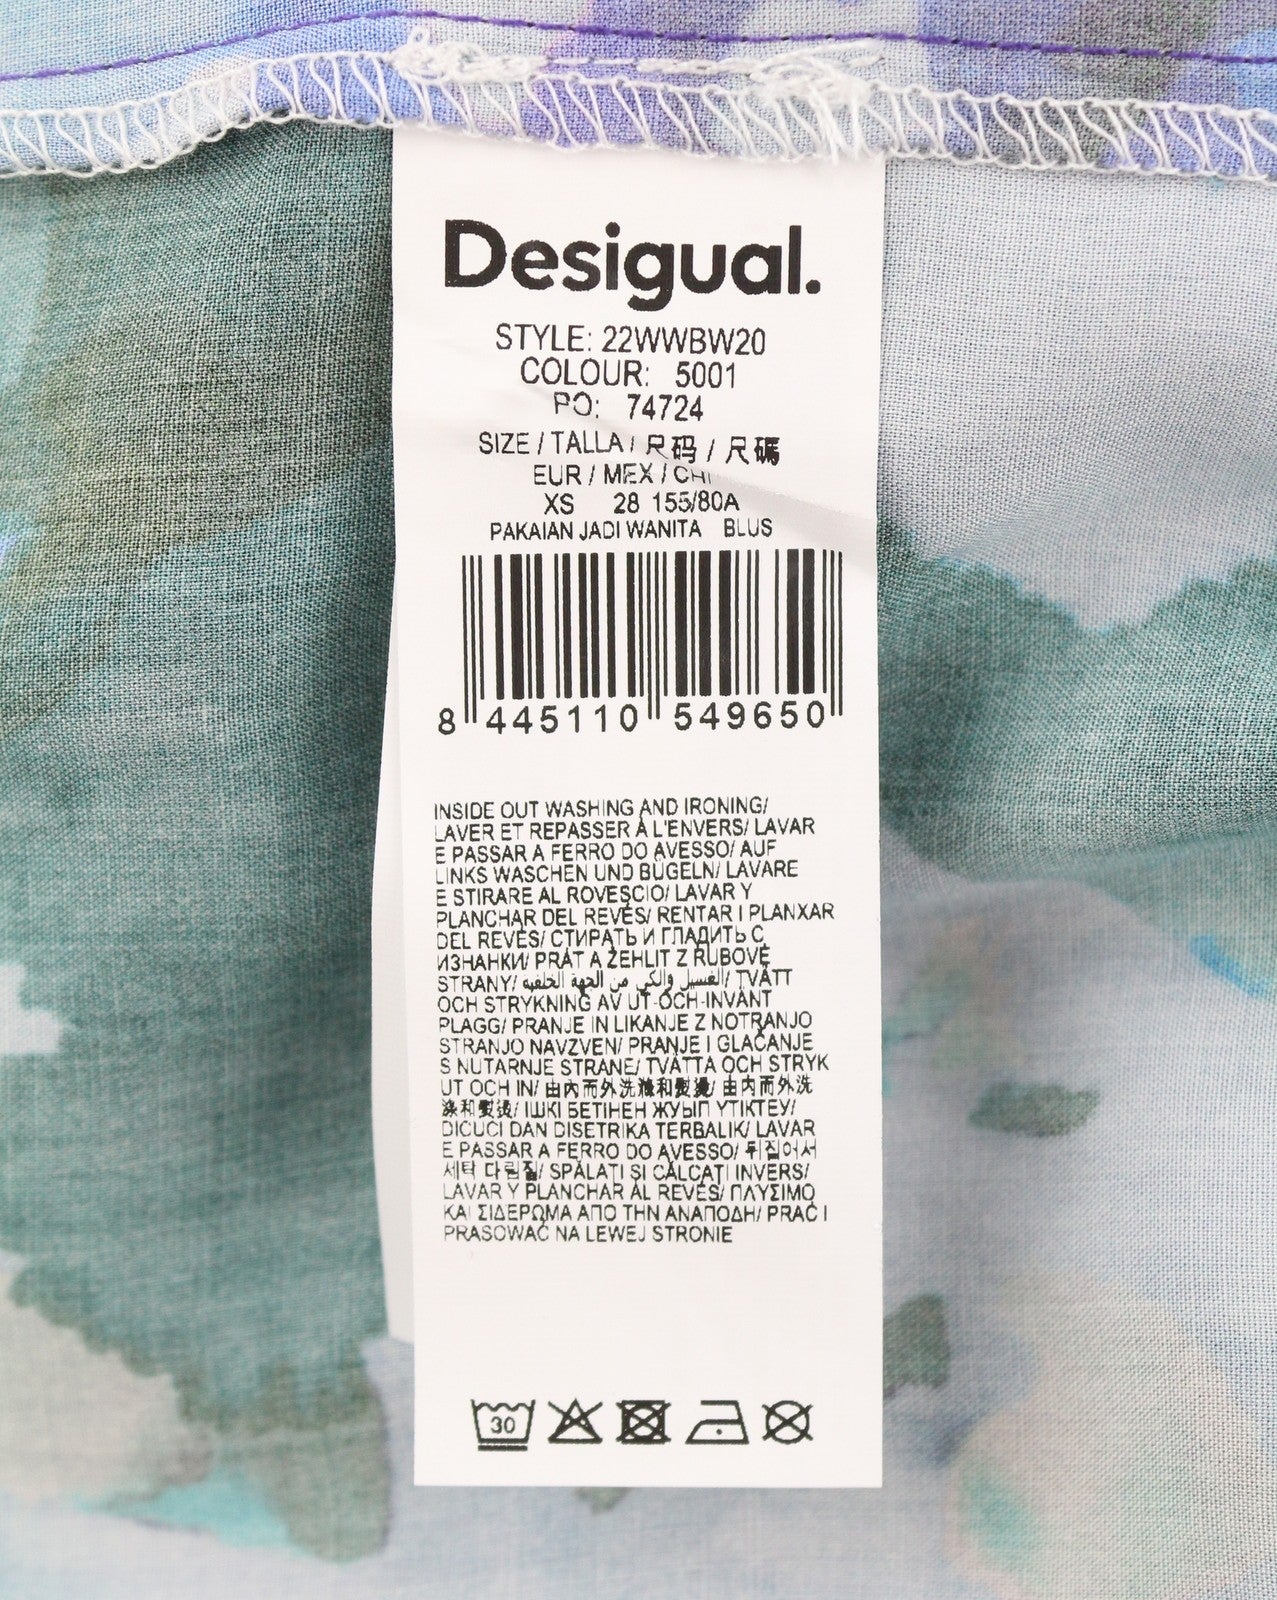 Desigual.
STYLE: 22WWBW20
COLOUR: 5001
PO: 74724
SIZE / TALLA / 尺码 / 尺碼
EUR / MEX / CHI
XS 28 155/80A
PAKAIAN JADI WANITA BLUS
8 445110 549650
INSIDE OUT WASHING AND IRONING/
LAVER ET REPASSER À L'ENVERS/ LAVAR
E PASSAR A FERRO DO AVESSO/ AUF
LINKS WASCHEN UND BÜGELN/ LAVARE
E STIRARE AL ROVESCIO/ LAVAR Y
PLANCHAR DEL REVÉS/ RENTAR I PLANXAR
DEL REVÉS/ СТИРАТЬ И ГЛАДИТЬ С
ИЗНАНКИ/ PRÁT A ŽEHLIT Z RUBOVÉ
STRANY/ الغسيل والكي من الجهة الخلفية/ TVÄTT
OCH STRYKNING AV UT-OCH-INVÄNT
PLAGG/ PRANJE IN LIKANJE Z NOTRANJO
STRANJO NAVZVEN/ PRANJE I GLAČANJE
S NUTARNJE STRANE/ TVÄTTA OCH STRYK
UT OCH IN/ 由內而外洗滌和熨燙/ 由内而外洗
涤和熨烫/ ІШКІ БЕТІНЕН ЖУЫП ҮТІКТЕУ/
DICUCI DAN DISETRIKA TERBALIK/ LAVAR
E PASSAR A FERRO DO AVESSO/ 뒤집어서
세탁 다림질/ SPĂLAȚI ȘI CĂLCAȚI INVERS/
LAVAR Y PLANCHAR AL REVÉS/ ΠΛΥΣΙΜΟ
ΚΑΙ ΣΙΔΕΡΩΜΑ ΑΠΟ ΤΗΝ ΑΝΑΠΟΔΗ/ PRAĆ I
PRASOWAĆ NA LEWEJ STRONIE
30